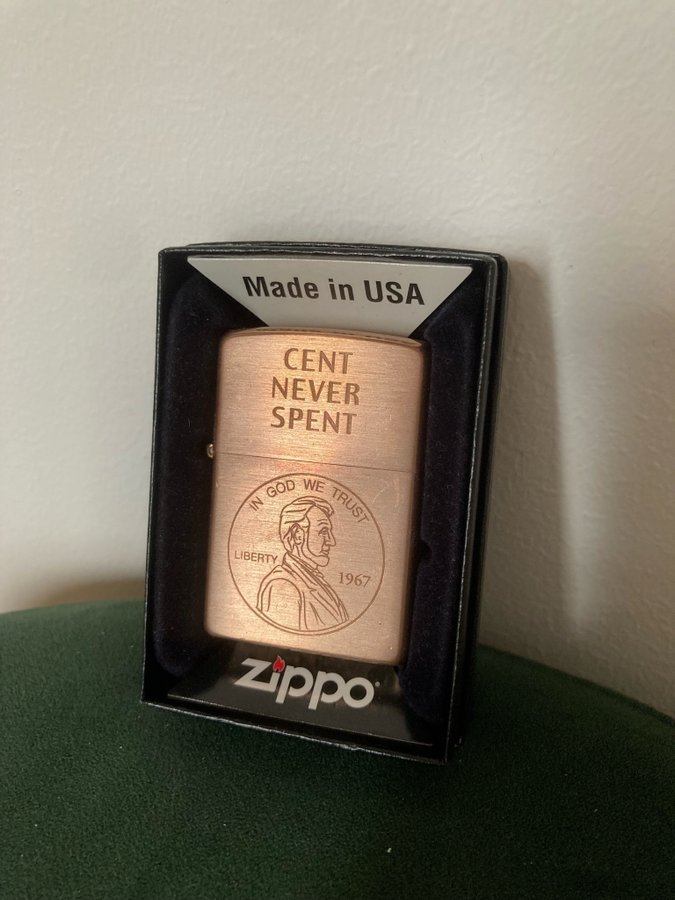 Made in USA
CENT
NEVER
SPENT
IN GOD WE TRUST
LIBERTY
1967
zippo